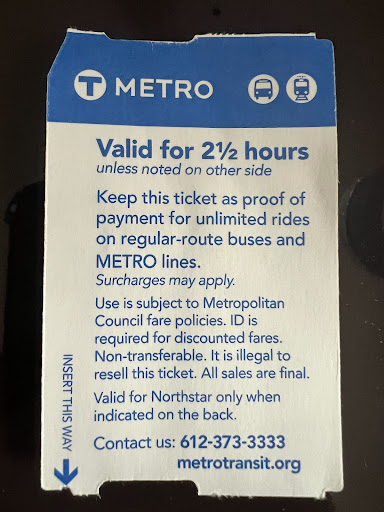 T METRO
Valid for 2½ hours
unless noted on other side
Keep this ticket as proof of
payment for unlimited rides
on regular-route buses and
METRO lines.
Surcharges may apply.
Use is subject to Metropolitan
Council fare policies. ID is
required for discounted fares.
Non-transferable. It is illegal to
resell this ticket. All sales are final.
Valid for Northstar only when
indicated on the back.
Contact us: 612-373-3333
metrotransit.org
INSERT THIS WAY